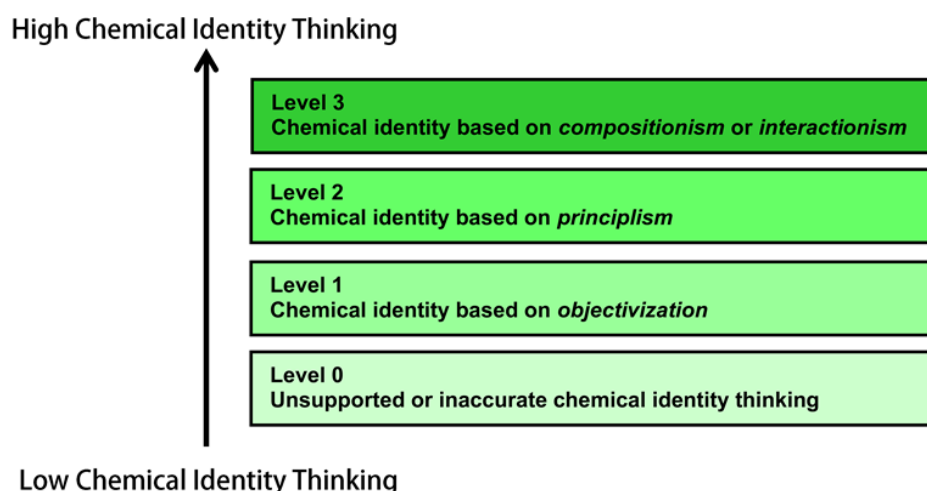 High Chemical Identity Thinking
Level 3
Chemical identity based on compositionism or interactionism
Level 2
Chemical identity based on principlism
Level 1
Chemical identity based on objectivization
Level 0
Unsupported or inaccurate chemical identity thinking
Low Chemical Identity Thinking